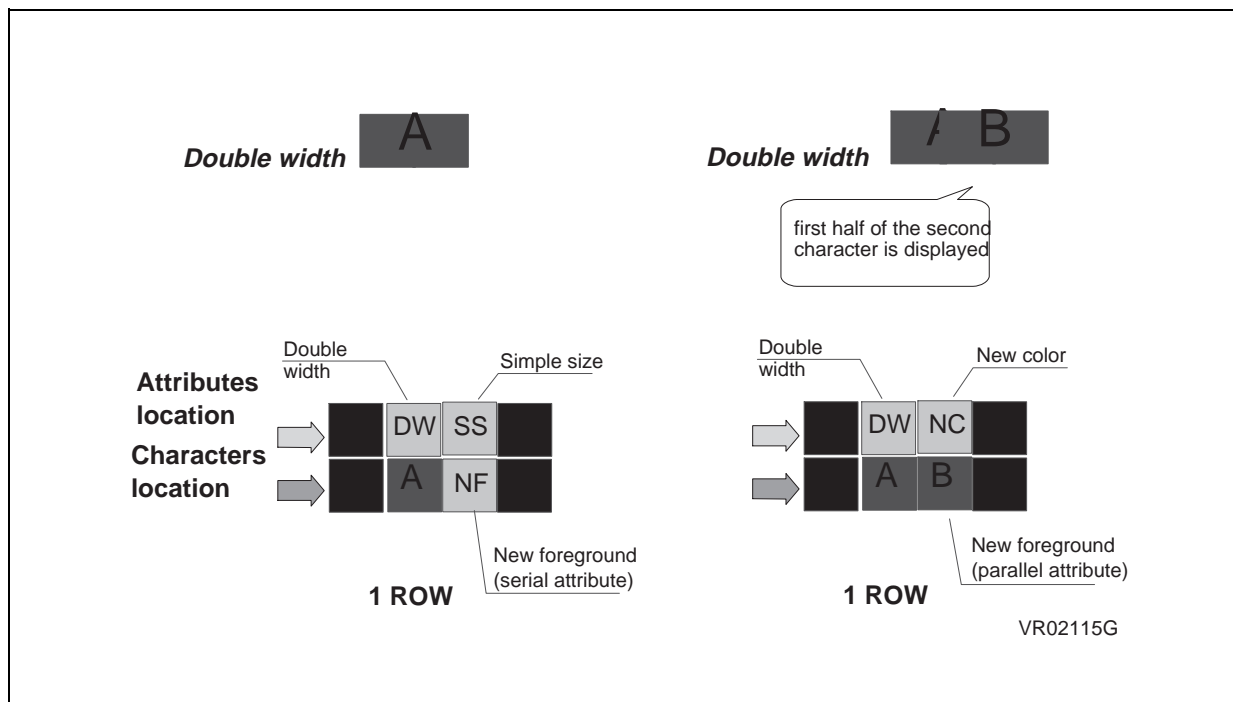 A
Double width
Double
width
Simple size
Attributes
location
DW SS
Characters
location
A NF
New foreground
(serial attribute)
1 ROW
A B
Double width
first half of the second
character is displayed
Double
width
New color
DW NC
A B
New foreground
(parallel attribute)
1 ROW
VR02115G